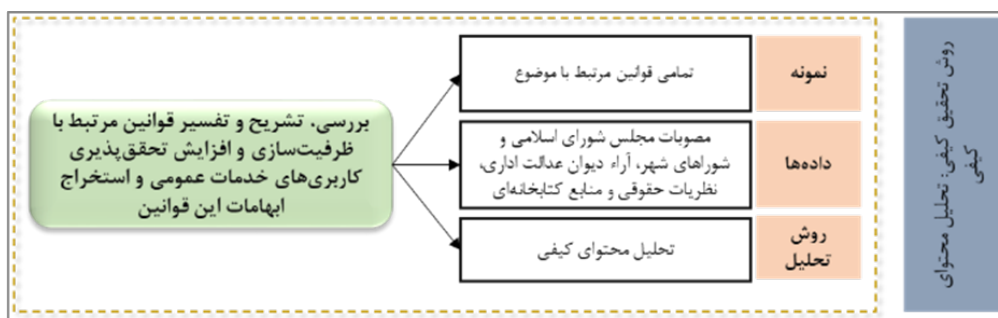 روش تحقیق کیفی: تحلیل محتوای
کیفی
نمونه
تمامی قوانین مرتبط با موضوع
داده‌ها
مصوبات مجلس شورای اسلامی و
شوراهای شهر، آراء دیوان عدالت اداری،
نظریات حقوقی و منابع کتابخانه‌ای
روش
تحلیل
تحلیل محتوای کیفی
بررسی، تشریح و تفسیر قوانین مرتبط با
ظرفیت‌سازی و افزایش تحقق‌پذیری
کاربری‌های خدمات عمومی و استخراج
ابهامات این قوانین